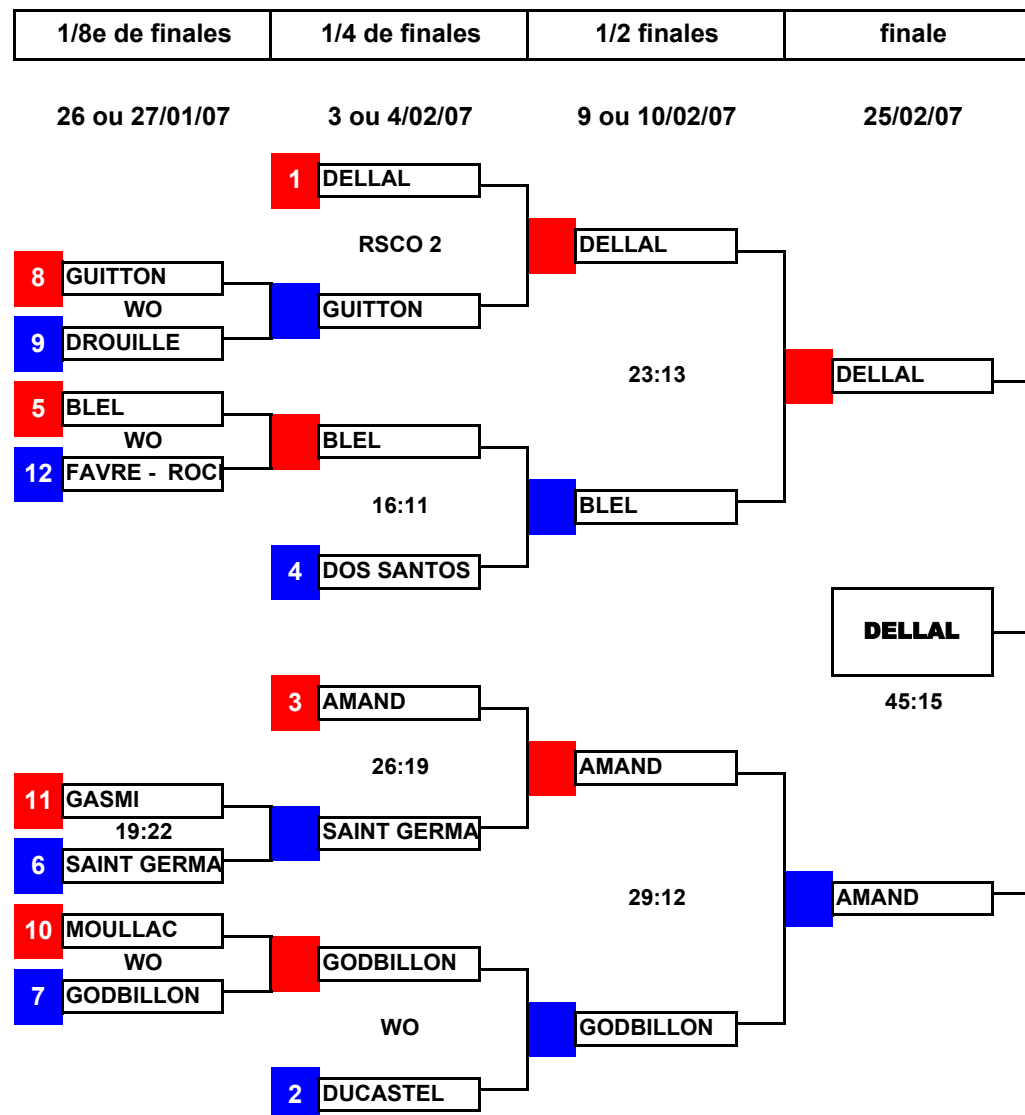 1/8e de finales 1/4 de finales 1/2 finales finale
26 ou 27/01/07 3 ou 4/02/07 9 ou 10/02/07 25/02/07
1 DELLAL
RSCO 2
DELLAL
8 GUITTON
WO
GUITTON
9 DROUILLE
23:13
DELLAL
5 BLEL
WO
BLEL
12 FAVRE - ROCI
16:11
BLEL
4 DOS SANTOS
DELLAL
45:15
3 AMAND
26:19
AMAND
11 GASMI
19:22
SAINT GERMA
6 SAINT GERMA
29:12
AMAND
10 MOULLAC
WO
GODBILLON
7 GODBILLON
WO
GODBILLON
2 DUCASTEL